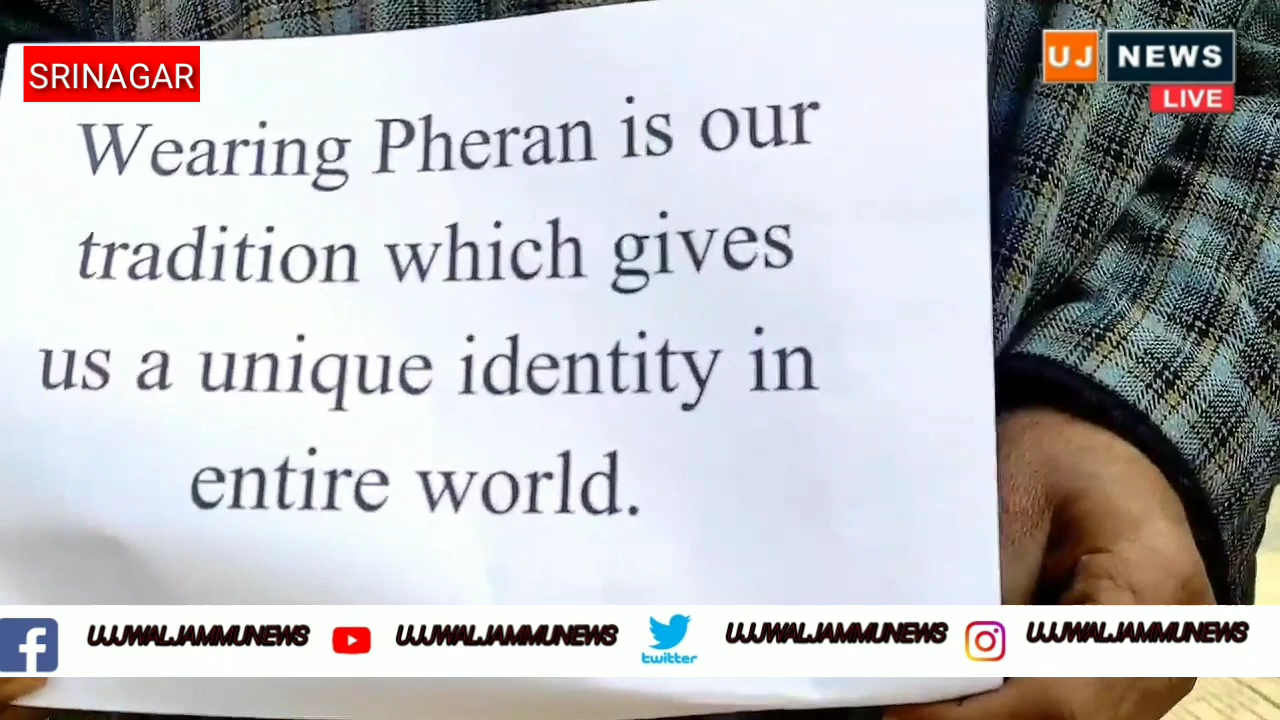 SRINAGAR
UJ NEWS
LIVE
Wearing Pheran is our
tradition which gives
us a unique identity in
entire world.
UJJWALJAMMUNEWS
UJJWALJAMMUNEWS
twitter
UJJWALJAMMUNEWS
UJJWALJAMMUNEWS